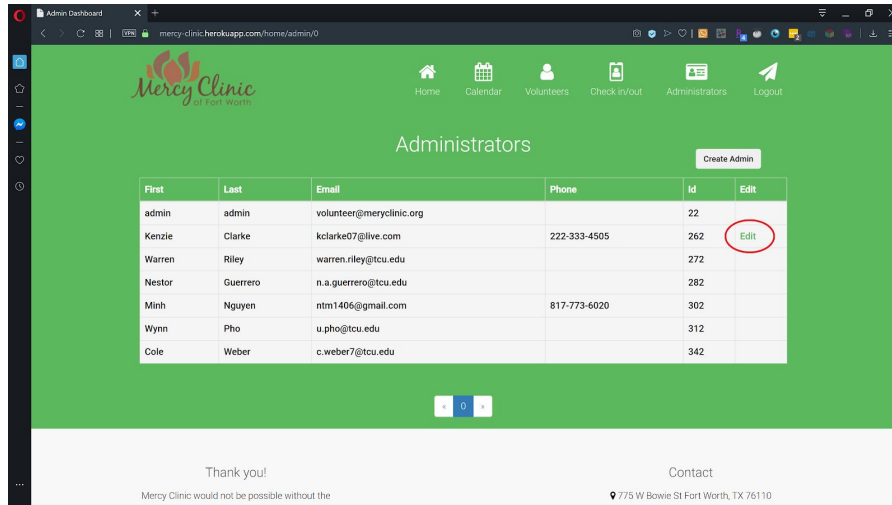 Admin Dashboard
VPN mercy-clinic.herokuapp.com/home/admin/0
Mercy Clinic
of Fort Worth
Home Calendar Volunteers Check in/out Administrators Logout
Administrators
Create Admin
First Last Email Phone Id Edit
admin admin volunteer@meryclinic.org 22
Kenzie Clarke kclarke07@live.com 222-333-4505 262 Edit
Warren Riley warren.riley@tcu.edu 272
Nestor Guerrero n.a.guerrero@tcu.edu 282
Minh Nguyen ntm1406@gmail.com 817-773-6020 302
Wynn Pho u.pho@tcu.edu 312
Cole Weber c.weber7@tcu.edu 342
« 0 »
Thank you! Contact
Mercy Clinic would not be possible without the 775 W Bowie St Fort Worth, TX 76110